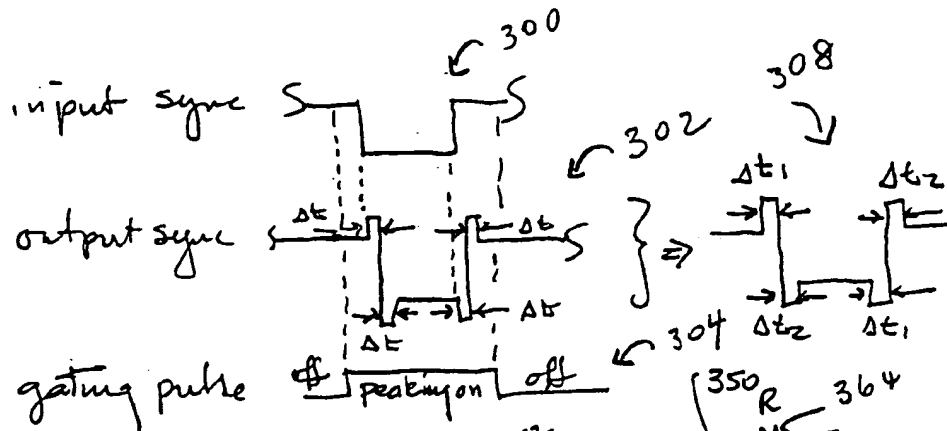 300
input sync
308
302
Δt₁ Δt₂
output sync Δt Δt
Δt Δt
Δt₂ Δt₁
304
gating pulse off peaking on off
350 R 364